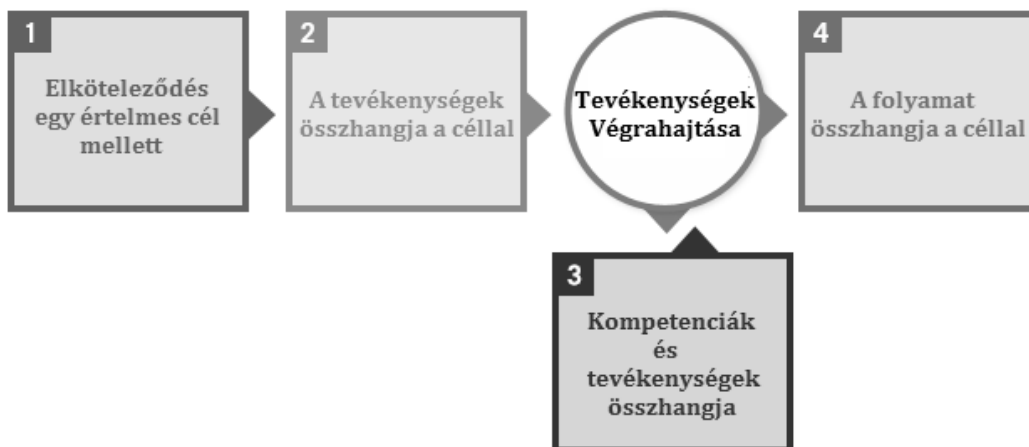 1
Elköteleződés
egy értelmes cél
mellett
2
A tevékenységek
összhangja a céllal
Tevékenységek
Végrahajtása
4
A folyamat
összhangja a céllal
3
Kompetenciák
és
tevékenységek
összhangja